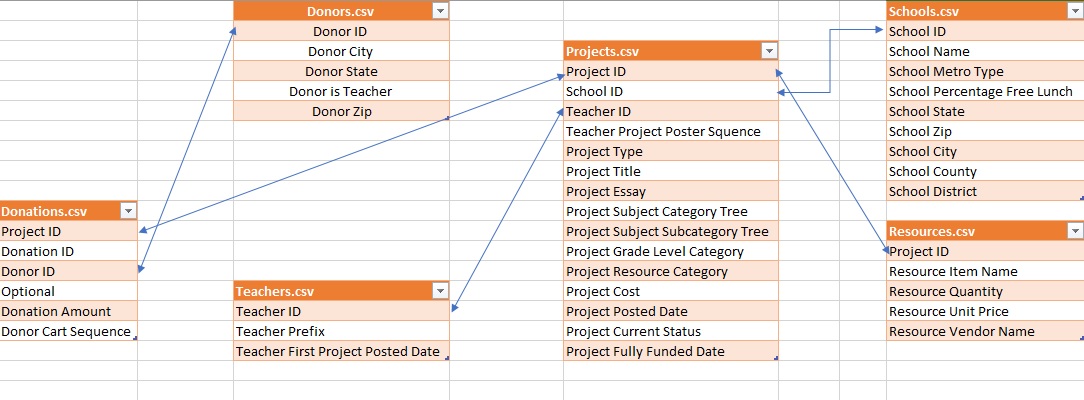 Donors.csv
Donor ID
Donor City
Donor State
Donor is Teacher
Donor Zip
Donations.csv
Project ID
Donation ID
Donor ID
Optional
Donation Amount
Donor Cart Sequence
Teachers.csv
Teacher ID
Teacher Prefix
Teacher First Project Posted Date
Projects.csv
Project ID
School ID
Teacher ID
Teacher Project Poster Squence
Project Type
Project Title
Project Essay
Project Subject Category Tree
Project Subject Subcategory Tree
Project Grade Level Category
Project Resource Category
Project Cost
Project Posted Date
Project Current Status
Project Fully Funded Date
Schools.csv
School ID
School Name
School Metro Type
School Percentage Free Lunch
School State
School Zip
School City
School County
School District
Resources.csv
Project ID
Resource Item Name
Resource Quantity
Resource Unit Price
Resource Vendor Name